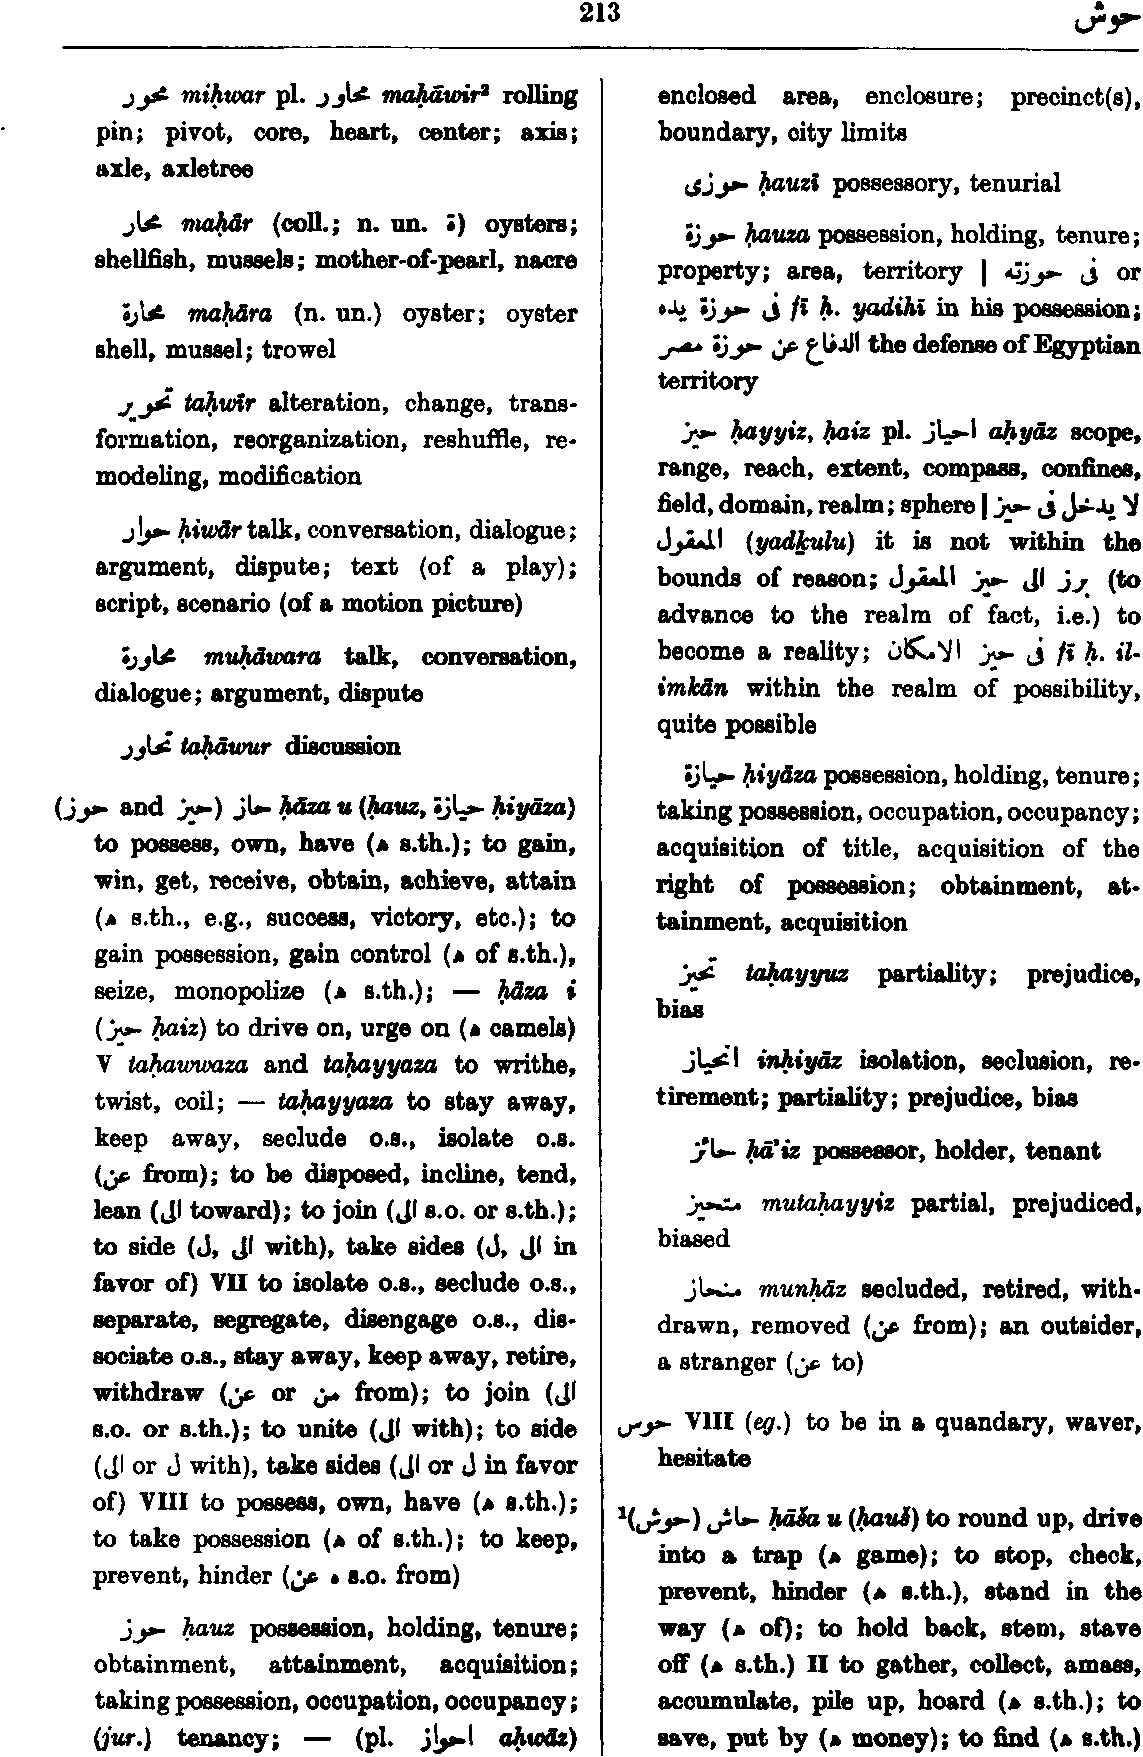 213
حوش
محور miḥwar pl. محاور maḥāwir² rolling
pin; pivot, core, heart, center; axis;
axle, axletree
محار maḥār (coll.; n. un. ة) oysters;
shellfish, mussels; mother-of-pearl, nacre
محارة maḥāra (n. un.) oyster; oyster
shell, mussel; trowel
تحوير taḥwīr alteration, change, trans-
formation, reorganization, reshuffle, re-
modeling, modification
حوار ḥiwār talk, conversation, dialogue;
argument, dispute; text (of a play);
script, scenario (of a motion picture)
محاورة muḥāwara talk, conversation,
dialogue; argument, dispute
تحاور taḥāwur discussion
(حوز and حيز) حاز ḥāza u (ḥauz, حيازة ḥiyāza)
to possess, own, have (ﻫ s.th.); to gain,
win, get, receive, obtain, achieve, attain
(ﻫ s.th., e.g., success, victory, etc.); to
gain possession, gain control (ﻫ of s.th.),
seize, monopolize (ﻫ s.th.); — ḥāza i
(حيز ḥaiz) to drive on, urge on (ﻫ camels)
V taḥawwaza and taḥayyaza to writhe,
twist, coil; — taḥayyaza to stay away,
keep away, seclude o.s., isolate o.s.
(عن from); to be disposed, incline, tend,
lean (الى toward); to join (الى s.o. or s.th.);
to side (ل, الى with), take sides (ل, الى in
favor of) VII to isolate o.s., seclude o.s.,
separate, segregate, disengage o.s., dis-
sociate o.s., stay away, keep away, retire,
withdraw (عن or من from); to join (الى
s.o. or s.th.); to unite (الى with); to side
(الى or ل with), take sides (الى or ل in favor
of) VIII to possess, own, have (ﻫ s.th.);
to take possession (ﻫ of s.th.); to keep,
prevent, hinder (ه عن s.o. from)
حوز ḥauz possession, holding, tenure;
obtainment, attainment, acquisition;
taking possession, occupation, occupancy;
(jur.) tenancy; — (pl. احواز aḥwāz)
enclosed area, enclosure; precinct(s),
boundary, city limits
حوزى ḥauzī possessory, tenurial
حوزة ḥauza possession, holding, tenure;
property; area, territory | فى حوزته or
فى حوزة يده fī ḥ. yadihī in his possession;
الدفاع عن حوزة مصر the defense of Egyptian
territory
حيز ḥayyiz, ḥaiz pl. احياز aḥyāz scope,
range, reach, extent, compass, confines,
field, domain, realm; sphere | لا يدخل فى حيز
المعقول (yadḵulu) it is not within the
bounds of reason; برز الى حيز المعقول (to
advance to the realm of fact, i.e.) to
become a reality; فى حيز الامكان fī ḥ. il-
imkān within the realm of possibility,
quite possible
حيازة ḥiyāza possession, holding, tenure;
taking possession, occupation, occupancy;
acquisition of title, acquisition of the
right of possession; obtainment, at-
tainment, acquisition
تحيز taḥayyuz partiality; prejudice,
bias
انحياز inḥiyāz isolation, seclusion, re-
tirement; partiality; prejudice, bias
حائز ḥā'iz possessor, holder, tenant
متحيز mutaḥayyiz partial, prejudiced,
biased
منحاز munḥāz secluded, retired, with-
drawn, removed (عن from); an outsider,
a stranger (عن to)
حوس VIII (eg.) to be in a quandary, waver,
hesitate
¹(حوش) حاش ḥāša u (ḥauš) to round up, drive
into a trap (ﻫ game); to stop, check,
prevent, hinder (ﻫ s.th.), stand in the
way (ﻫ of); to hold back, stem, stave
off (ﻫ s.th.) II to gather, collect, amass,
accumulate, pile up, hoard (ﻫ s.th.); to
save, put by (ﻫ money); to find (ﻫ s.th.)